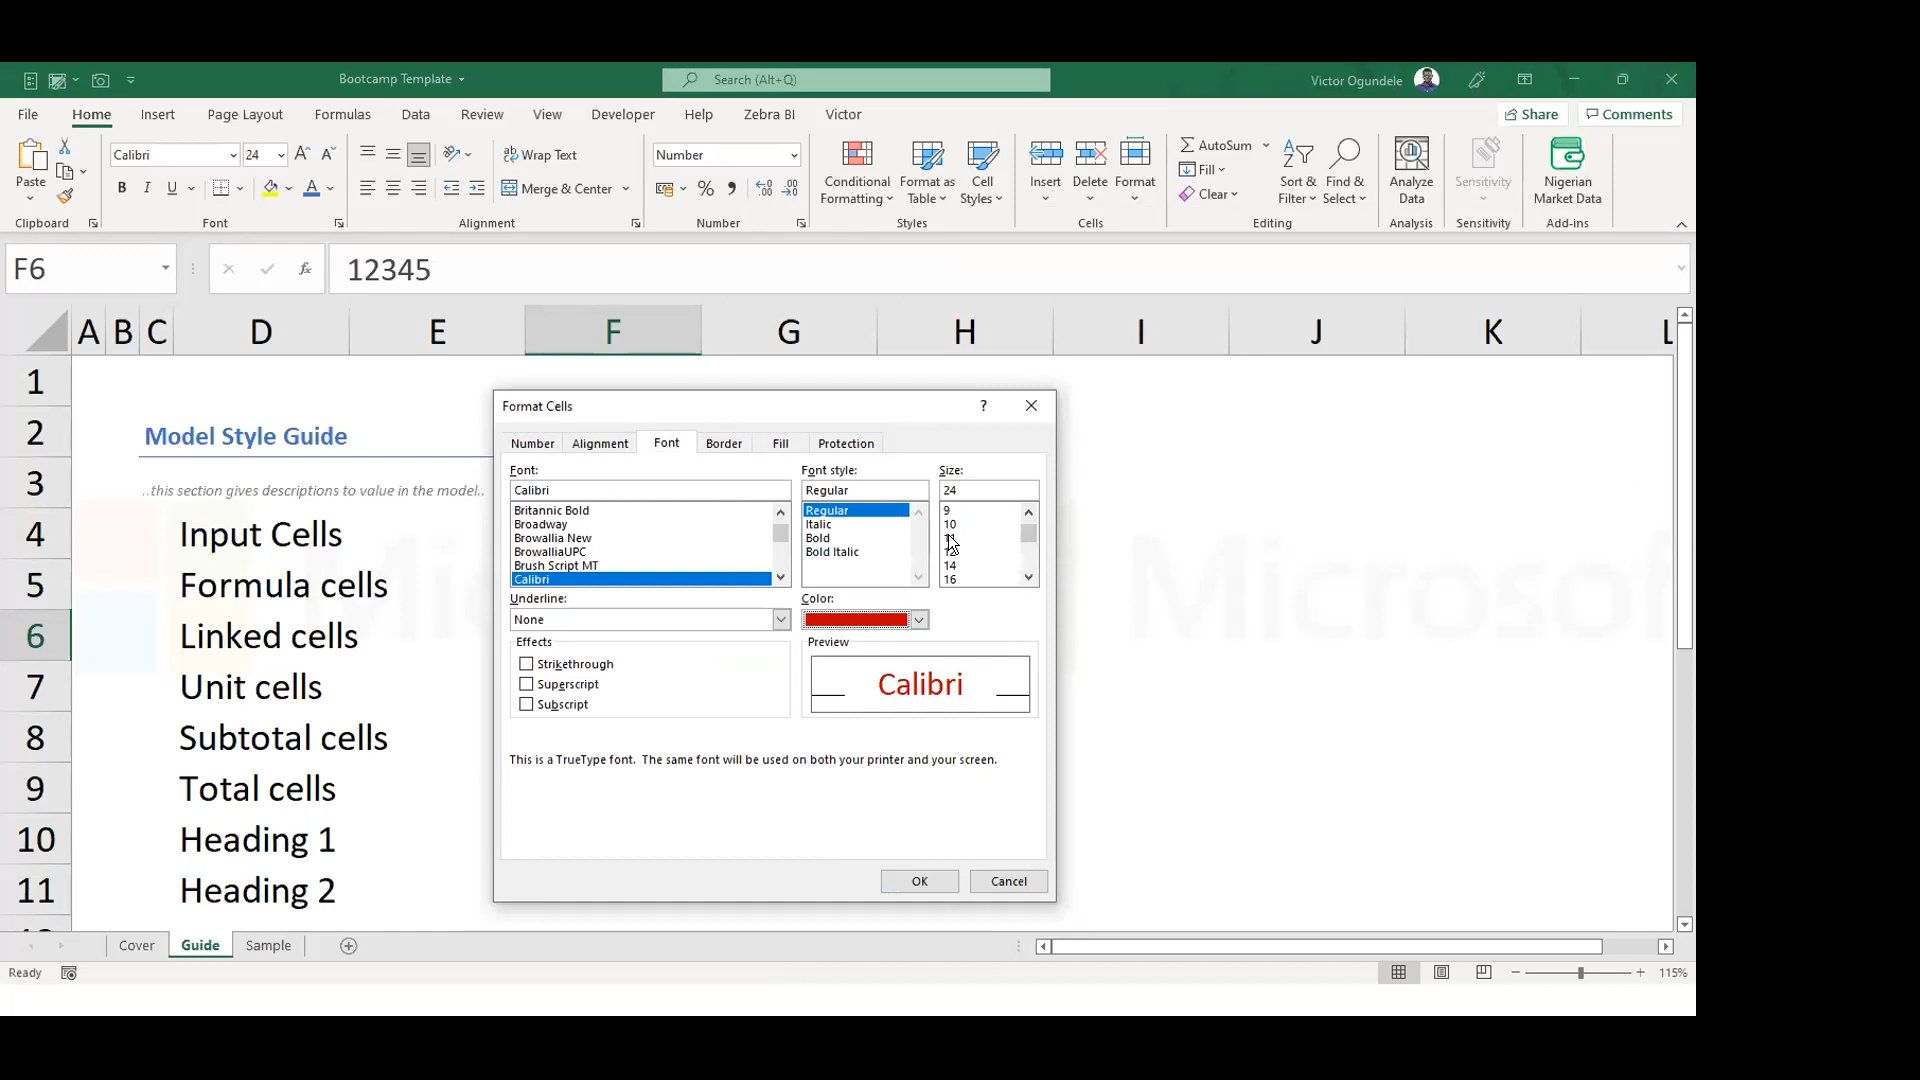 Bootcamp Template
Search (Alt+Q)
Victor Ogundele
File Home Insert Page Layout Formulas Data Review View Developer Help Zebra BI Victor
Share Comments
Paste
Calibri 24
B I U A
Wrap Text
Merge & Center
Number
%
Conditional Formatting
Format as Table
Cell Styles
Insert
Delete
Format
AutoSum
Fill
Clear
Sort & Filter
Find & Select
Analyze Data
Sensitivity
Nigerian Market Data
Clipboard Font Alignment Number Styles Cells Editing Analysis Sensitivity Add-ins
F6 fx 12345
A B C D E F G H I J K L
1
2 Model Style Guide
3 ..this section gives descriptions to value in the model..
4 Input Cells
5 Formula cells
6 Linked cells
7 Unit cells
8 Subtotal cells
9 Total cells
10 Heading 1
11 Heading 2
Format Cells ?
Number Alignment Font Border Fill Protection
Font: Font style: Size:
Calibri Regular 24
Britannic Bold Regular 9
Broadway Italic 10
Browallia New Bold 11
BrowalliaUPC Bold Italic 12
Brush Script MT 14
Calibri 16
Underline: Color:
None
Effects Preview
Strikethrough
Superscript
Subscript
Calibri
This is a TrueType font. The same font will be used on both your printer and your screen.
OK Cancel
Microsoft
Cover Guide Sample
Ready 115%